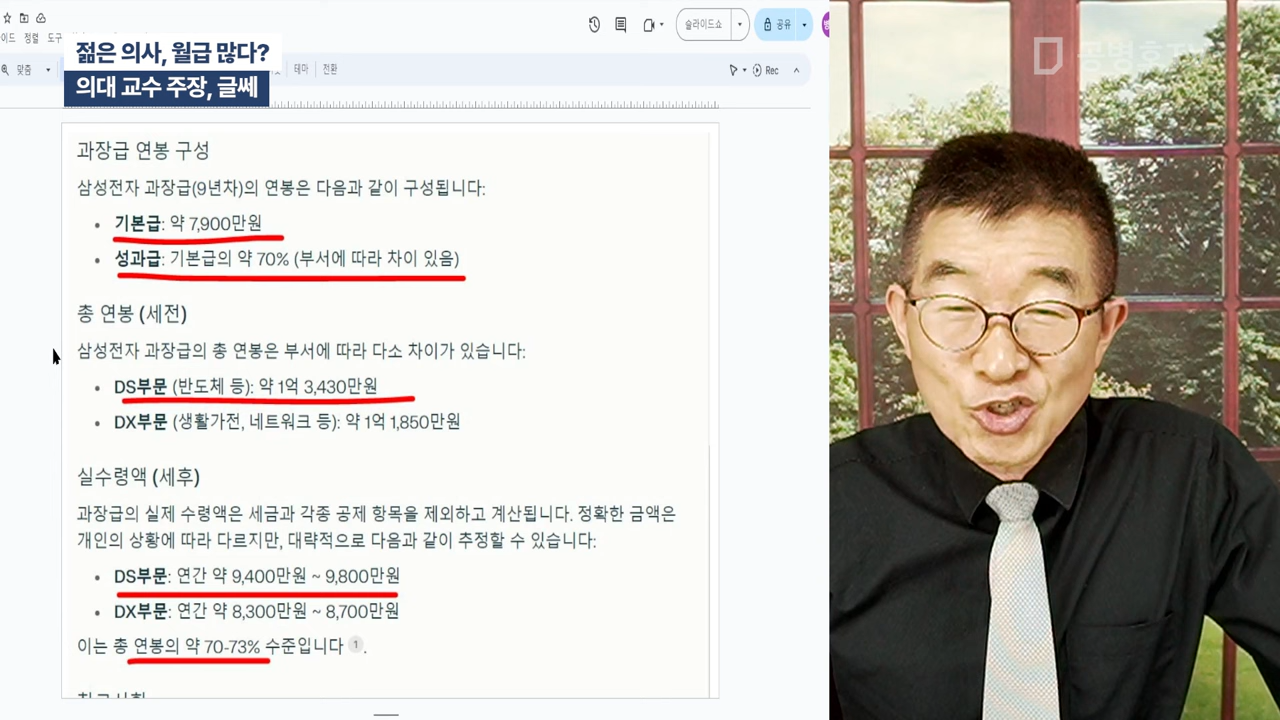 이드 정렬 도구
슬라이드쇼
공유
젊은 의사, 월급 많다?
의대 교수 주장, 글쎄
맞춤
테마
전환
Rec
공병호TV
과장급 연봉 구성
삼성전자 과장급(9년차)의 연봉은 다음과 같이 구성됩니다:
• 기본급: 약 7,900만원
• 성과급: 기본급의 약 70% (부서에 따라 차이 있음)
총 연봉 (세전)
삼성전자 과장급의 총 연봉은 부서에 따라 다소 차이가 있습니다:
• DS부문 (반도체 등): 약 1억 3,430만원
• DX부문 (생활가전, 네트워크 등): 약 1억 1,850만원
실수령액 (세후)
과장급의 실제 수령액은 세금과 각종 공제 항목을 제외하고 계산됩니다. 정확한 금액은
개인의 상황에 따라 다르지만, 대략적으로 다음과 같이 추정할 수 있습니다:
• DS부문: 연간 약 9,400만원 ~ 9,800만원
• DX부문: 연간 약 8,300만원 ~ 8,700만원
이는 총 연봉의 약 70-73% 수준입니다 1.